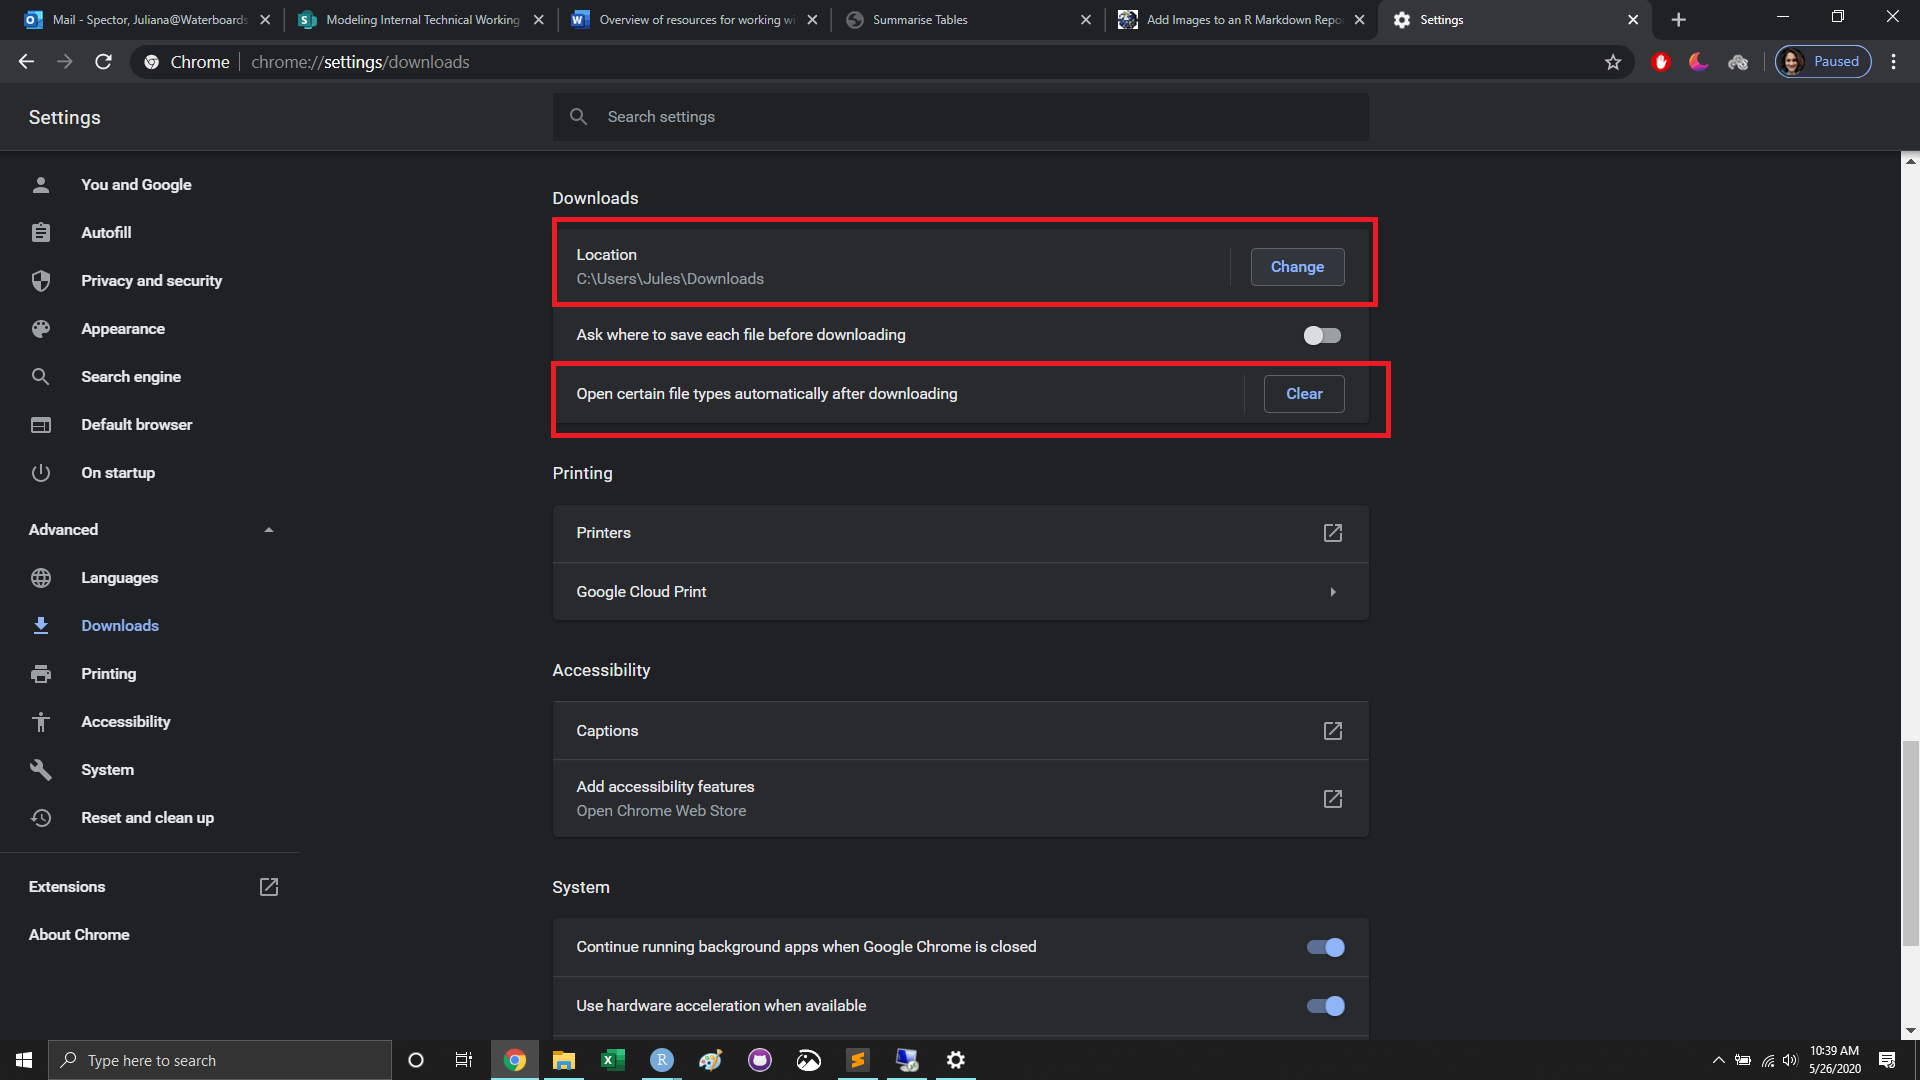 Mail - Spector, Juliana@Waterboards
Modeling Internal Technical Working
Overview of resources for working wi
Summarise Tables
Add Images to an R Markdown Repo
Settings
Chrome
chrome://settings/downloads
Paused
Settings
Search settings
You and Google
Autofill
Privacy and security
Appearance
Search engine
Default browser
On startup
Advanced
Languages
Downloads
Printing
Accessibility
System
Reset and clean up
Extensions
About Chrome
Downloads
Location
C:\Users\Jules\Downloads
Change
Ask where to save each file before downloading
Open certain file types automatically after downloading
Clear
Printing
Printers
Google Cloud Print
Accessibility
Captions
Add accessibility features
Open Chrome Web Store
System
Continue running background apps when Google Chrome is closed
Use hardware acceleration when available
Type here to search
10:39 AM
5/26/2020